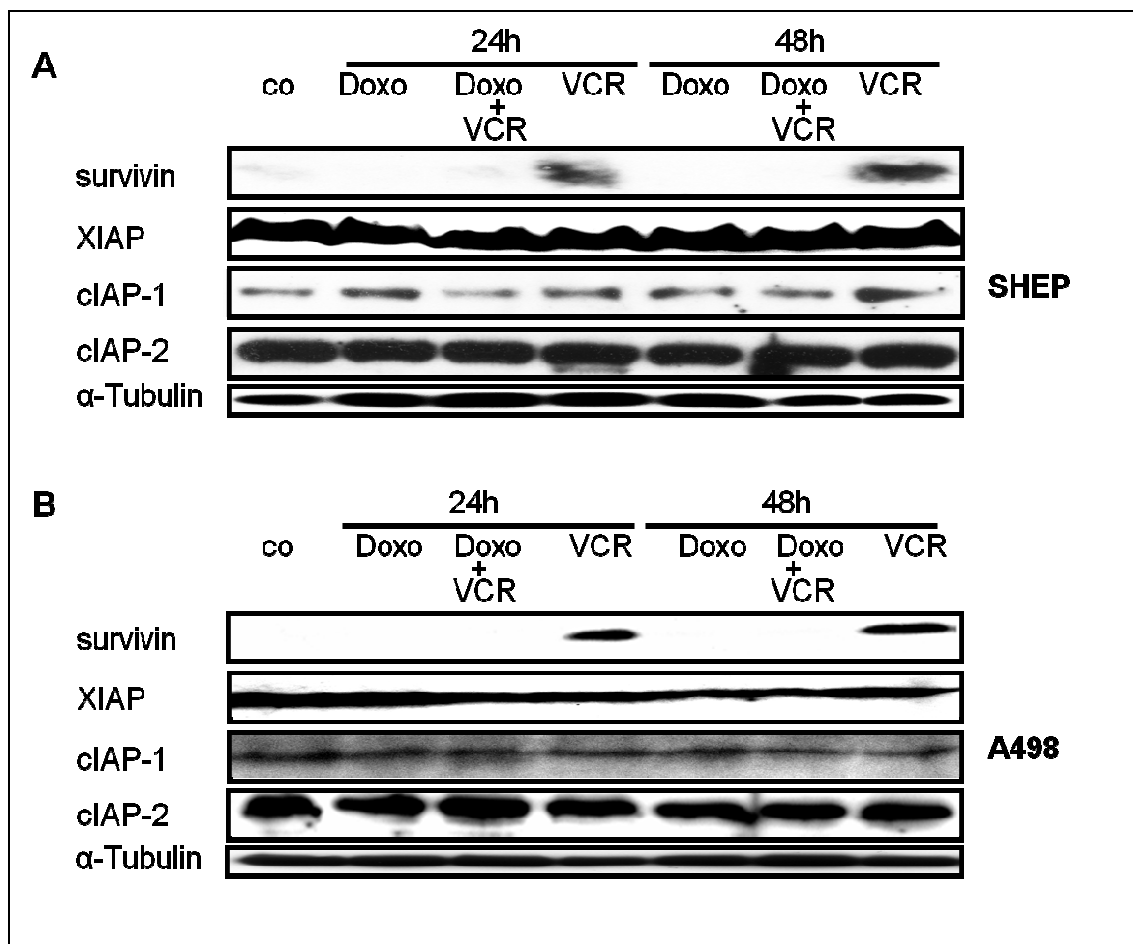 A
24h 48h
co Doxo Doxo VCR Doxo Doxo VCR
+ +
VCR VCR
survivin
XIAP
cIAP-1
SHEP
cIAP-2
α-Tubulin
B
24h 48h
co Doxo Doxo VCR Doxo Doxo VCR
+ +
VCR VCR
survivin
XIAP
cIAP-1
A498
cIAP-2
α-Tubulin